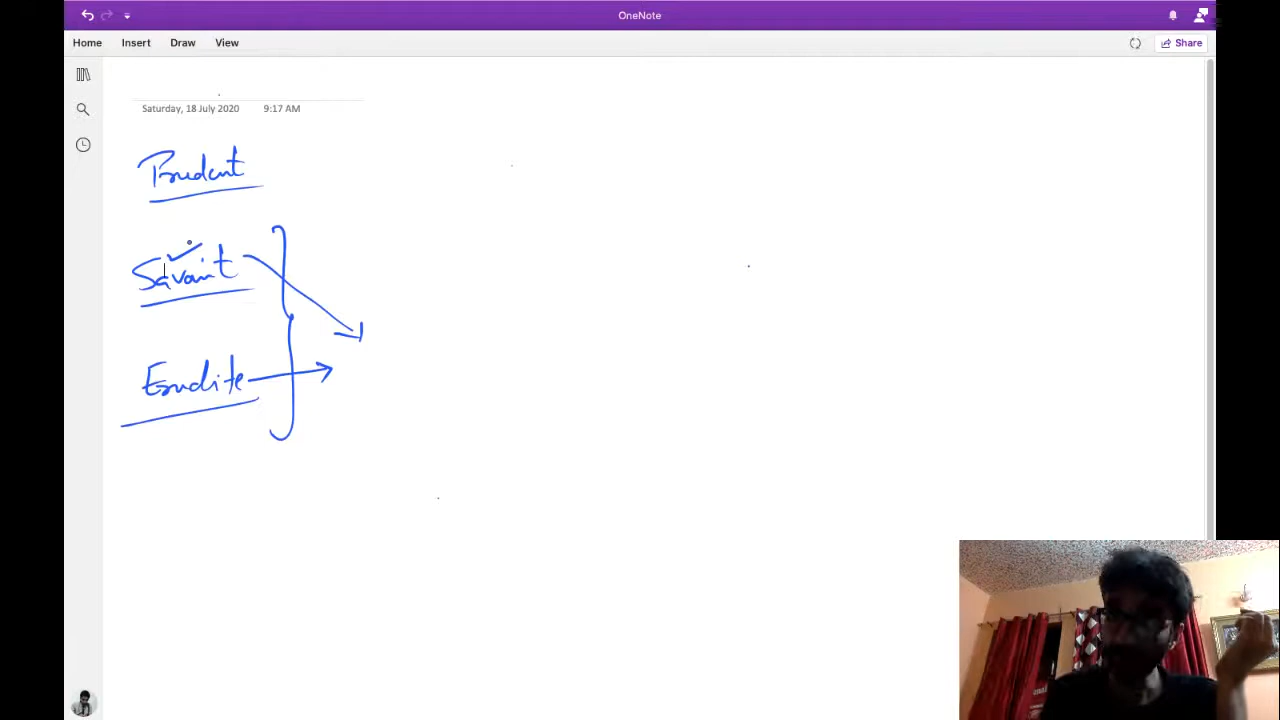 OneNote
Home Insert Draw View Share
Saturday, 18 July 2020 9:17 AM
Prudent
Savant
Erudite